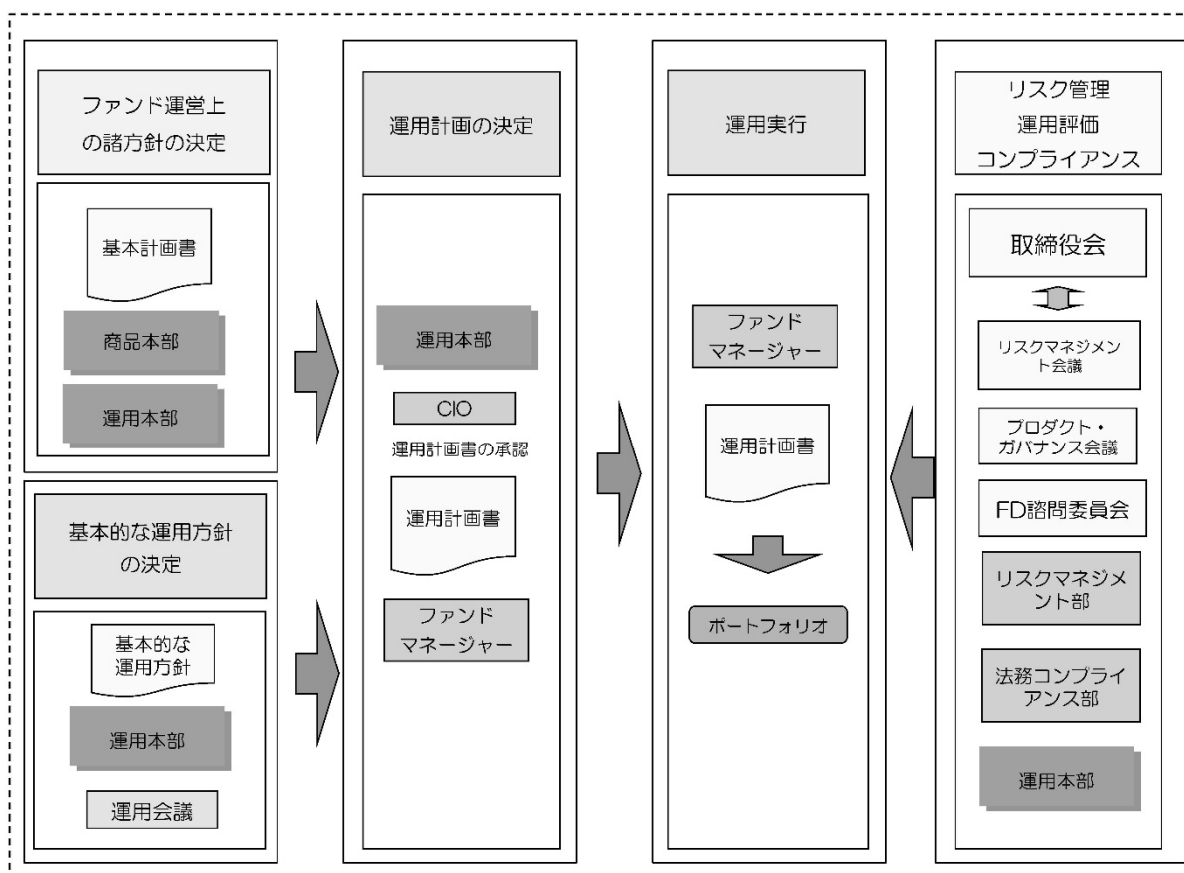 ファンド運営上
の諸方針の決定
基本計画書
商品本部
運用本部
基本的な運用方針
の決定
基本的な
運用方針
運用本部
運用会議
運用計画の決定
運用本部
CIO
運用計画書の承認
運用計画書
ファンド
マネージャー
運用実行
ファンド
マネージャー
運用計画書
ポートフォリオ
リスク管理
運用評価
コンプライアンス
取締役会
リスクマネジメン
ト会議
プロダクト・
ガバナンス会議
FD諮問委員会
リスクマネジメ
ント部
法務コンプライ
アンス部
運用本部